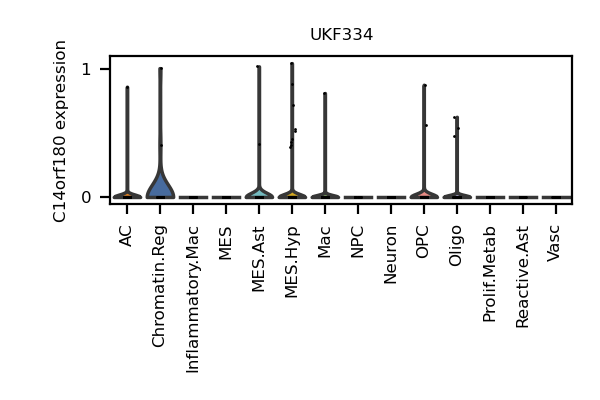 UKF334
C14orf180 expression
1
0
AC
Chromatin.Reg
Inflammatory.Mac
MES
MES.Ast
MES.Hyp
Mac
NPC
Neuron
OPC
Oligo
Prolif.Metab
Reactive.Ast
Vasc